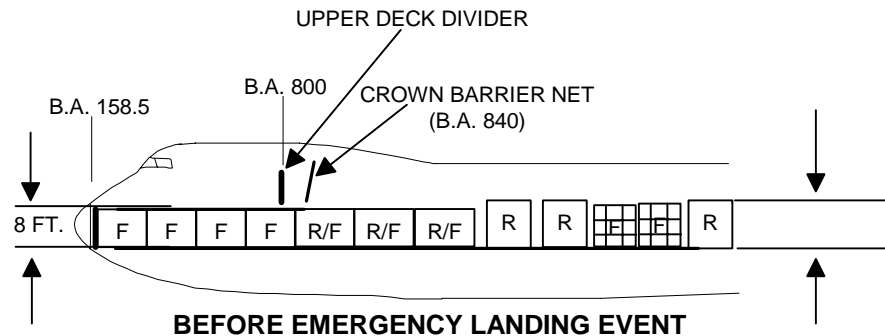 UPPER DECK DIVIDER
B.A. 800
CROWN BARRIER NET
(B.A. 840)
B.A. 158.5
8 FT.
F F F F R/F R/F R/F R R F F R
BEFORE EMERGENCY LANDING EVENT